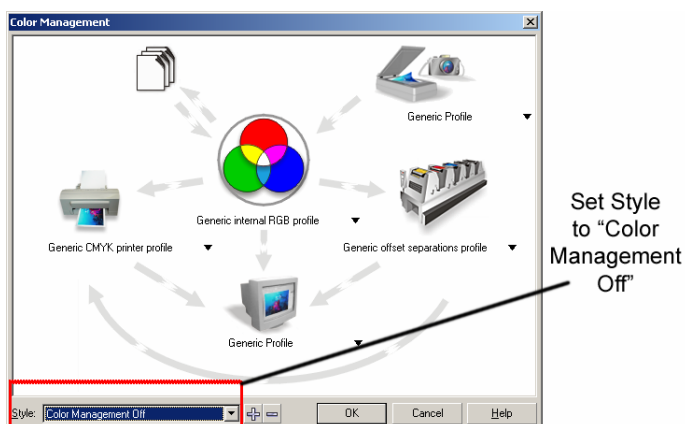 Color Management
Generic Profile
Generic internal RGB profile
Generic CMYK printer profile
Generic offset separations profile
Generic Profile
Set Style
to "Color
Management
Off"
Style: Color Management Off
OK Cancel Help